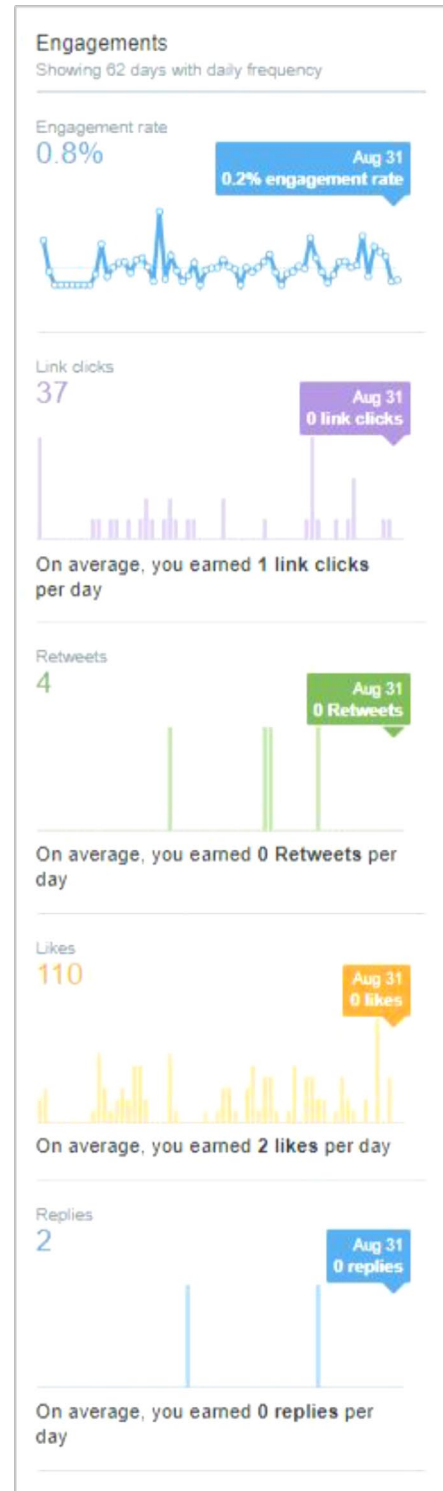 Engagements
Showing 62 days with daily frequency
Engagement rate
0.8%
Aug 31
0.2% engagement rate
Link clicks
37
Aug 31
0 link clicks
On average, you earned 1 link clicks
per day
Retweets
4
Aug 31
0 Retweets
On average, you earned 0 Retweets per
day
Likes
110
Aug 31
0 likes
On average, you earned 2 likes per day
Replies
2
Aug 31
0 replies
On average, you earned 0 replies per
day